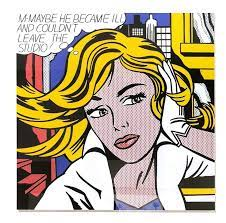 M-MAYBE HE BECAME ILL
AND COULDN'T
LEAVE THE
STUDIO!